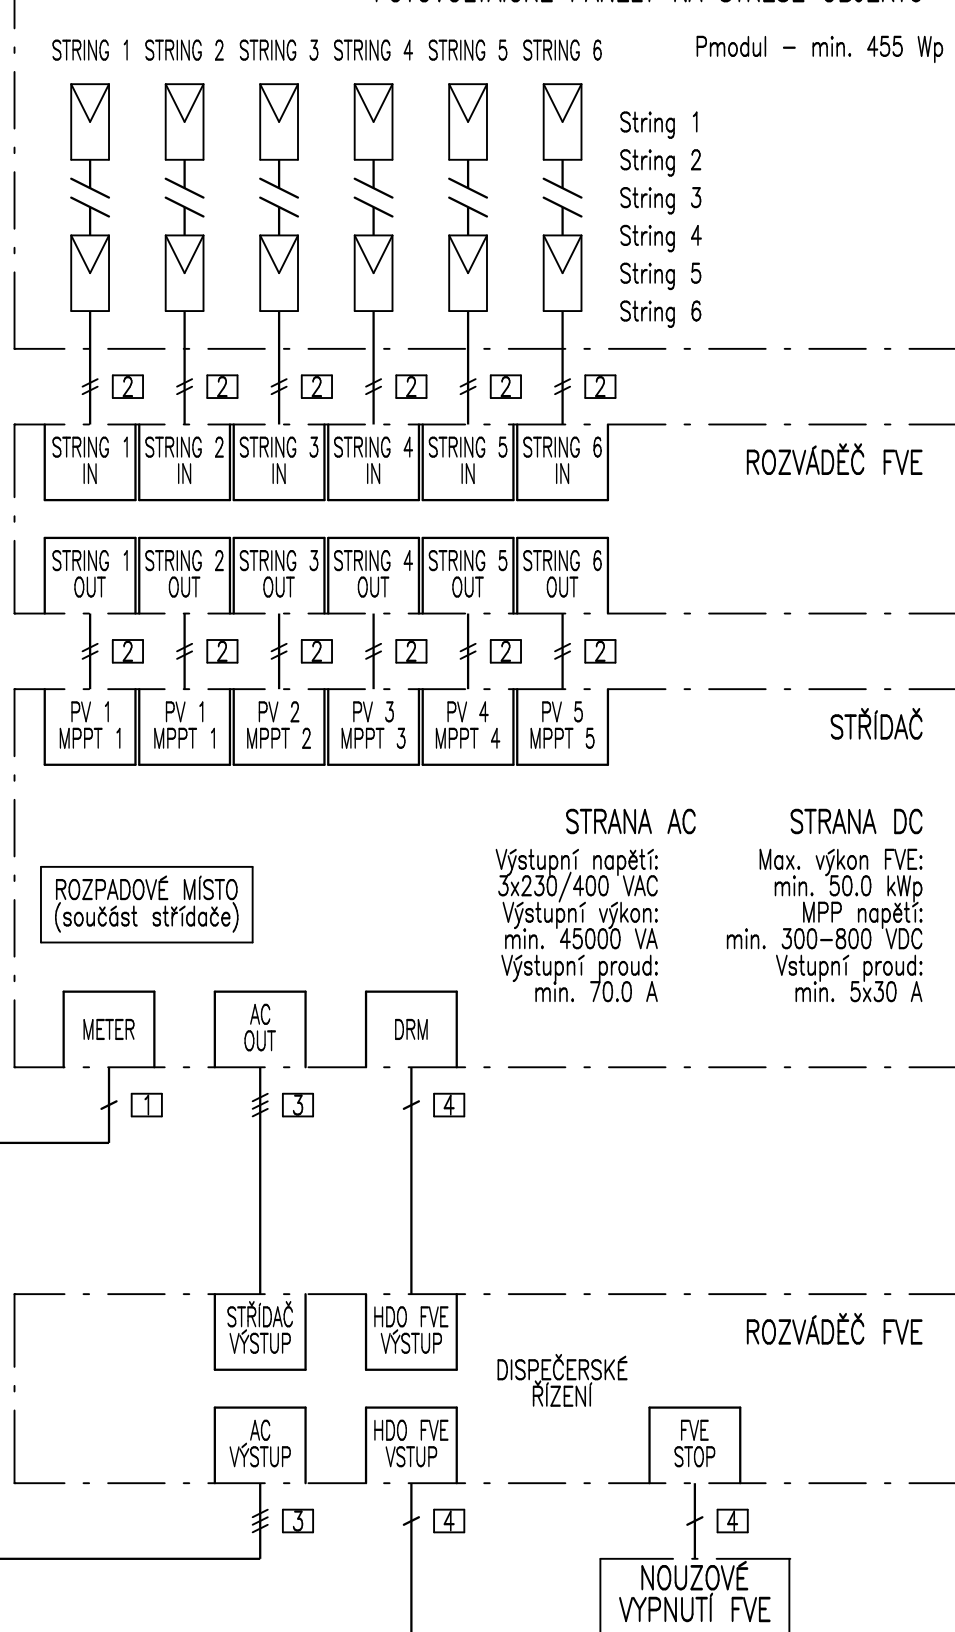 STRING 1 STRING 2 STRING 3 STRING 4 STRING 5 STRING 6
Pmodul – min. 455 Wp
String 1
String 2
String 3
String 4
String 5
String 6
2 2 2 2 2 2
STRING 1 IN
STRING 2 IN
STRING 3 IN
STRING 4 IN
STRING 5 IN
STRING 6 IN
ROZVÁDĚČ FVE
STRING 1 OUT
STRING 2 OUT
STRING 3 OUT
STRING 4 OUT
STRING 5 OUT
STRING 6 OUT
2 2 2 2 2 2
PV 1 MPPT 1
PV 1 MPPT 1
PV 2 MPPT 2
PV 3 MPPT 3
PV 4 MPPT 4
PV 5 MPPT 5
STŘÍDAČ
ROZPADOVÉ MÍSTO
(součást střídače)
STRANA AC
Výstupní napětí:
3x230/400 VAC
Výstupní výkon:
min. 45000 VA
Výstupní proud:
min. 70.0 A
STRANA DC
Max. výkon FVE:
min. 50.0 kWp
MPP napětí:
min. 300–800 VDC
Vstupní proud:
min. 5x30 A
METER
AC
OUT
DRM
1 3 4
STŘÍDAČ
VÝSTUP
HDO FVE
VÝSTUP
ROZVÁDĚČ FVE
DISPEČERSKÉ
ŘÍZENÍ
AC
VÝSTUP
HDO FVE
VSTUP
FVE
STOP
3 4 4
NOUZOVÉ
VYPNUTÍ FVE